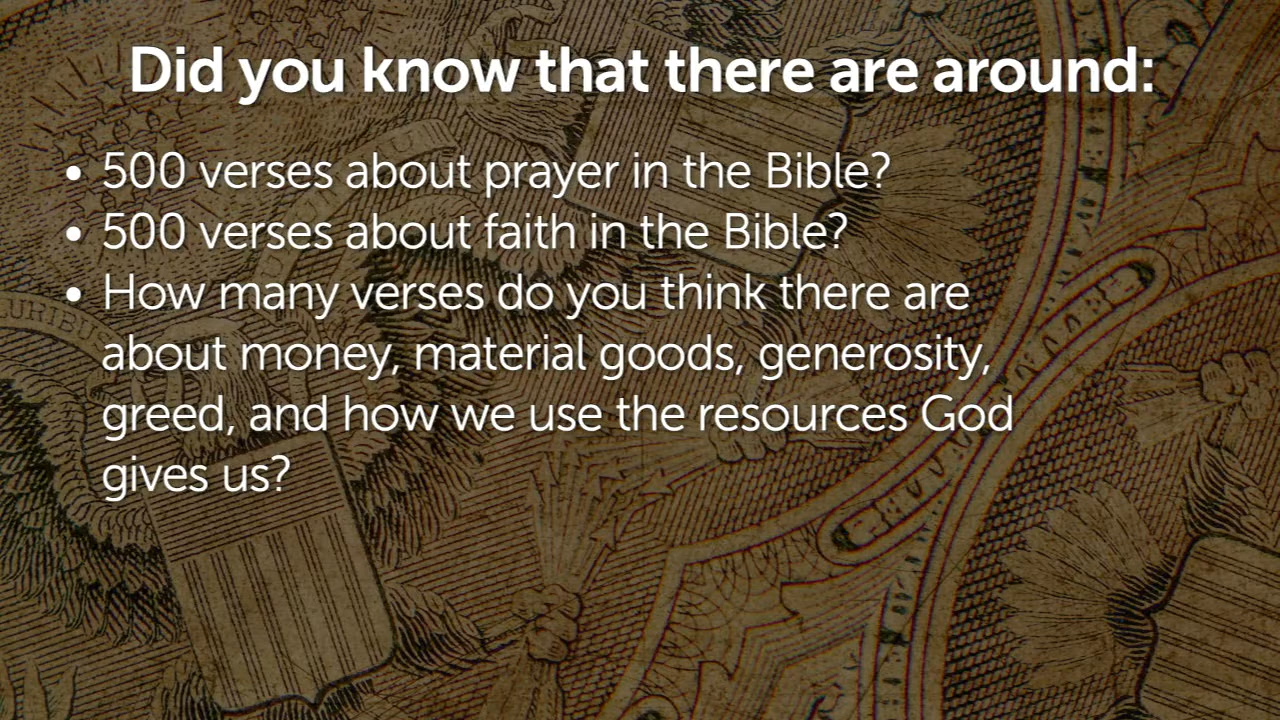 Did you know that there are around:
• 500 verses about prayer in the Bible?
• 500 verses about faith in the Bible?
• How many verses do you think there are
about money, material goods, generosity,
greed, and how we use the resources God
gives us?